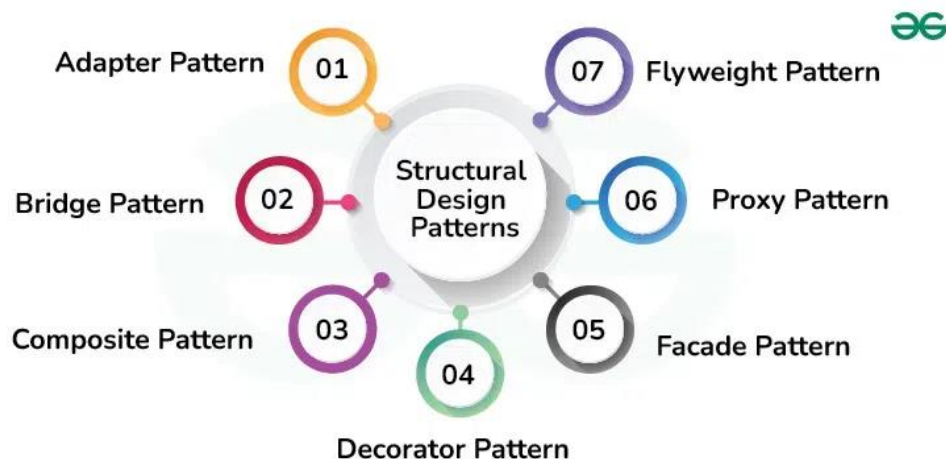 Structural
Design
Patterns
01
Adapter Pattern
02
Bridge Pattern
03
Composite Pattern
04
Decorator Pattern
05
Facade Pattern
06
Proxy Pattern
07
Flyweight Pattern